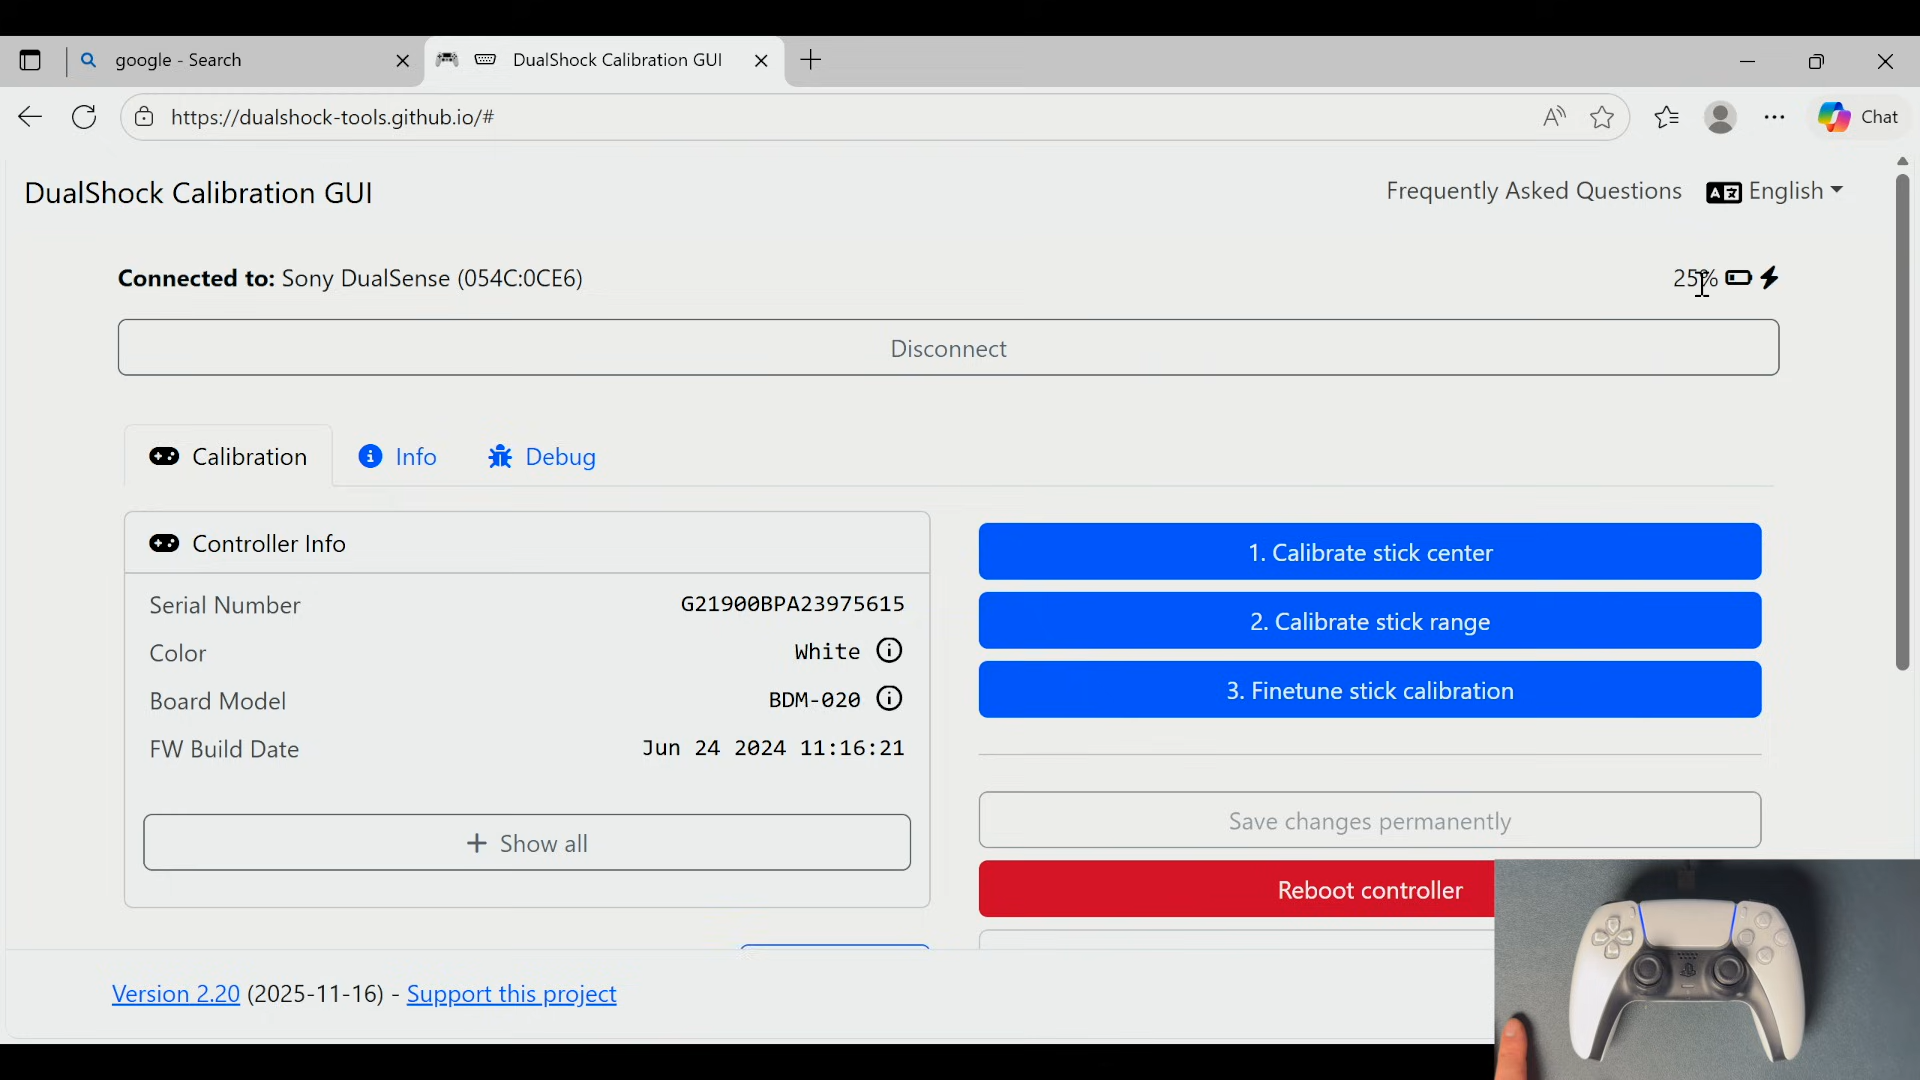 google - Search
DualShock Calibration GUI
https://dualshock-tools.github.io/#
Chat
DualShock Calibration GUI
Frequently Asked Questions
English
Connected to: Sony DualSense (054C:0CE6)
25%
Disconnect
Calibration
Info
Debug
Controller Info
Serial Number
G21900BPA23975615
Color
White
Board Model
BDM-020
FW Build Date
Jun 24 2024 11:16:21
+ Show all
1. Calibrate stick center
2. Calibrate stick range
3. Finetune stick calibration
Save changes permanently
Reboot controller
Version 2.20 (2025-11-16) - Support this project